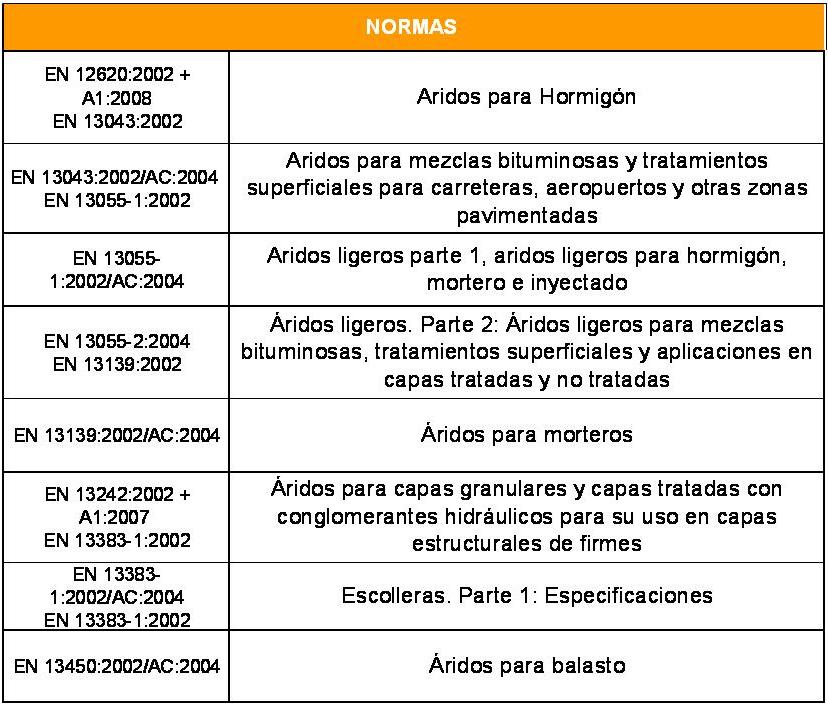 NORMAS
EN 12620:2002 +
A1:2008
EN 13043:2002
Aridos para Hormigón
EN 13043:2002/AC:2004
EN 13055-1:2002
Aridos para mezclas bituminosas y tratamientos
superficiales para carreteras, aeropuertos y otras zonas
pavimentadas
EN 13055-
1:2002/AC:2004
Aridos ligeros parte 1, aridos ligeros para hormigón,
mortero e inyectado
EN 13055-2:2004
EN 13139:2002
Áridos ligeros. Parte 2: Áridos ligeros para mezclas
bituminosas, tratamientos superficiales y aplicaciones en
capas tratadas y no tratadas
EN 13139:2002/AC:2004
Áridos para morteros
EN 13242:2002 +
A1:2007
EN 13383-1:2002
Áridos para capas granulares y capas tratadas con
conglomerantes hidráulicos para su uso en capas
estructurales de firmes
EN 13383-
1:2002/AC:2004
EN 13383-1:2002
Escolleras. Parte 1: Especificaciones
EN 13450:2002/AC:2004
Áridos para balasto